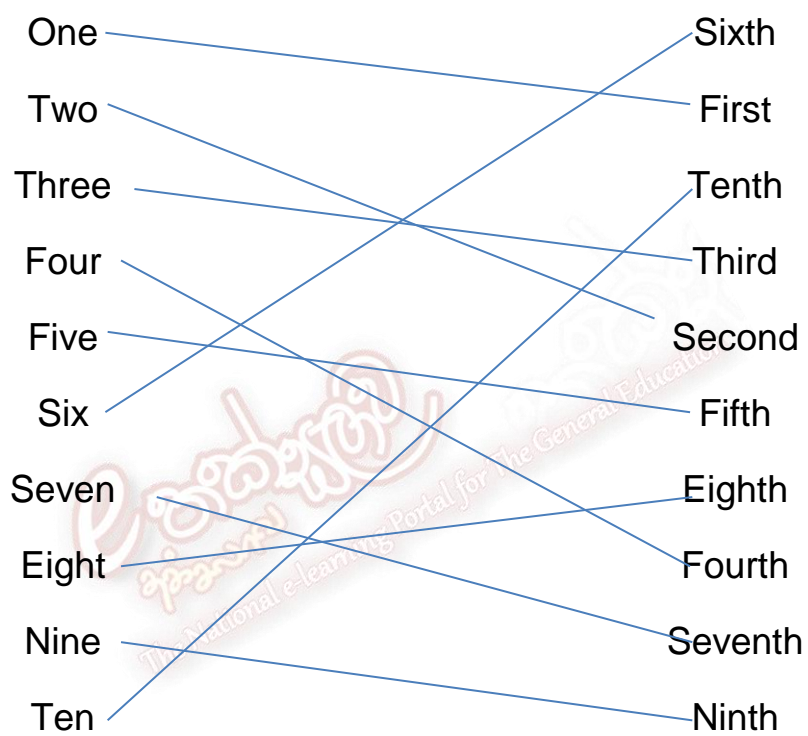 One Sixth
Two First
Three Tenth
Four Third
Five Second
Six Fifth
Seven Eighth
Eight Fourth
Nine Seventh
Ten Ninth
The National e-learning Portal for The General Education